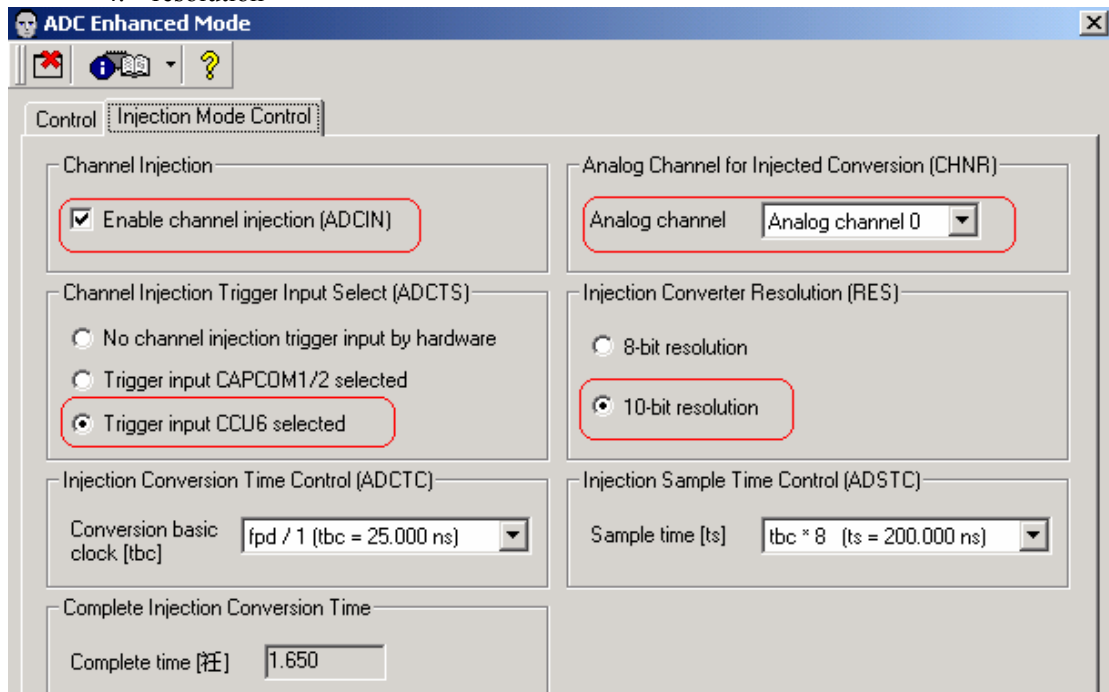 resolution
ADC Enhanced Mode
Control
Injection Mode Control
Channel Injection
Enable channel injection (ADCIN)
Analog Channel for Injected Conversion (CHNR)
Analog channel
Analog channel 0
Channel Injection Trigger Input Select (ADCTS)
No channel injection trigger input by hardware
Trigger input CAPCOM1/2 selected
Trigger input CCU6 selected
Injection Converter Resolution (RES)
8-bit resolution
10-bit resolution
Injection Conversion Time Control (ADCTC)
Conversion basic
clock [tbc]
fpd / 1 (tbc = 25.000 ns)
Injection Sample Time Control (ADSTC)
Sample time [ts]
tbc * 8 (ts = 200.000 ns)
Complete Injection Conversion Time
Complete time [祍]
1.650